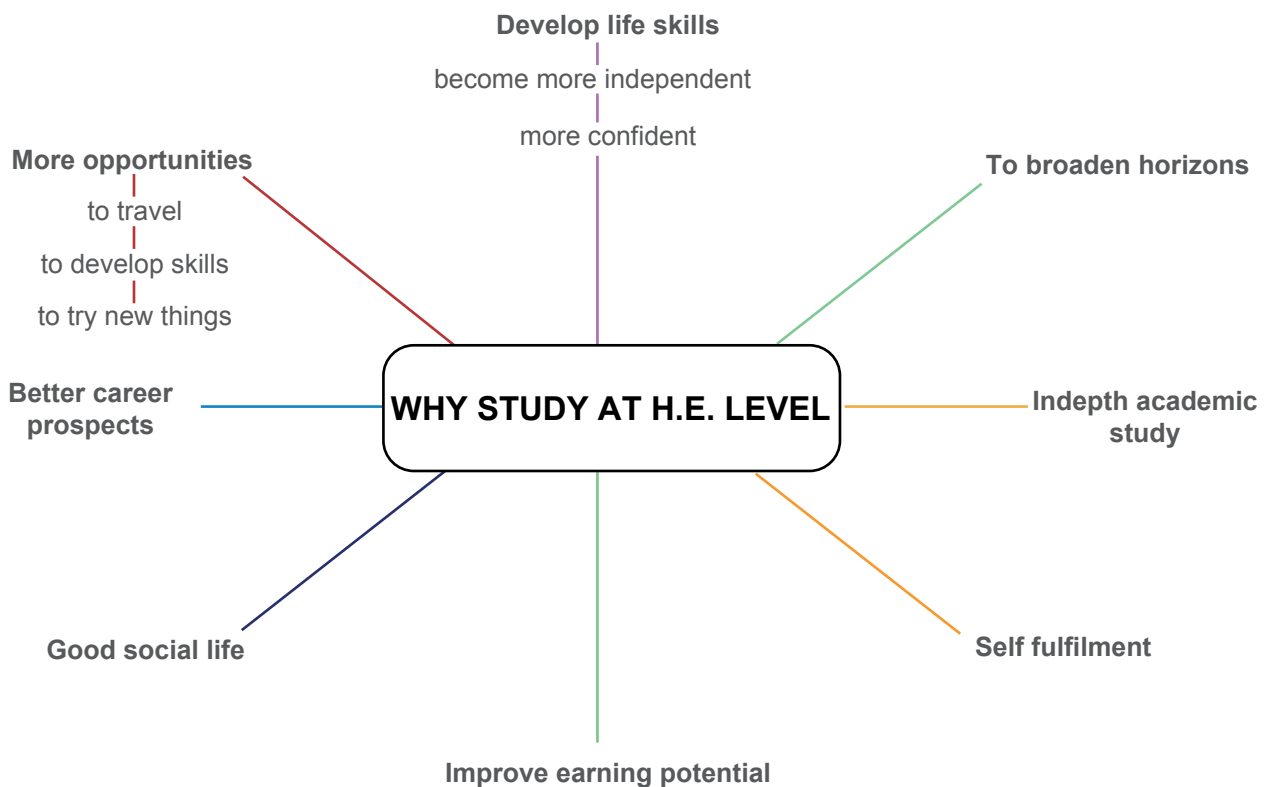 Develop life skills
become more independent
more confident
More opportunities
to travel
to develop skills
to try new things
To broaden horizons
Better career
prospects
WHY STUDY AT H.E. LEVEL
Indepth academic
study
Good social life
Self fulfilment
Improve earning potential